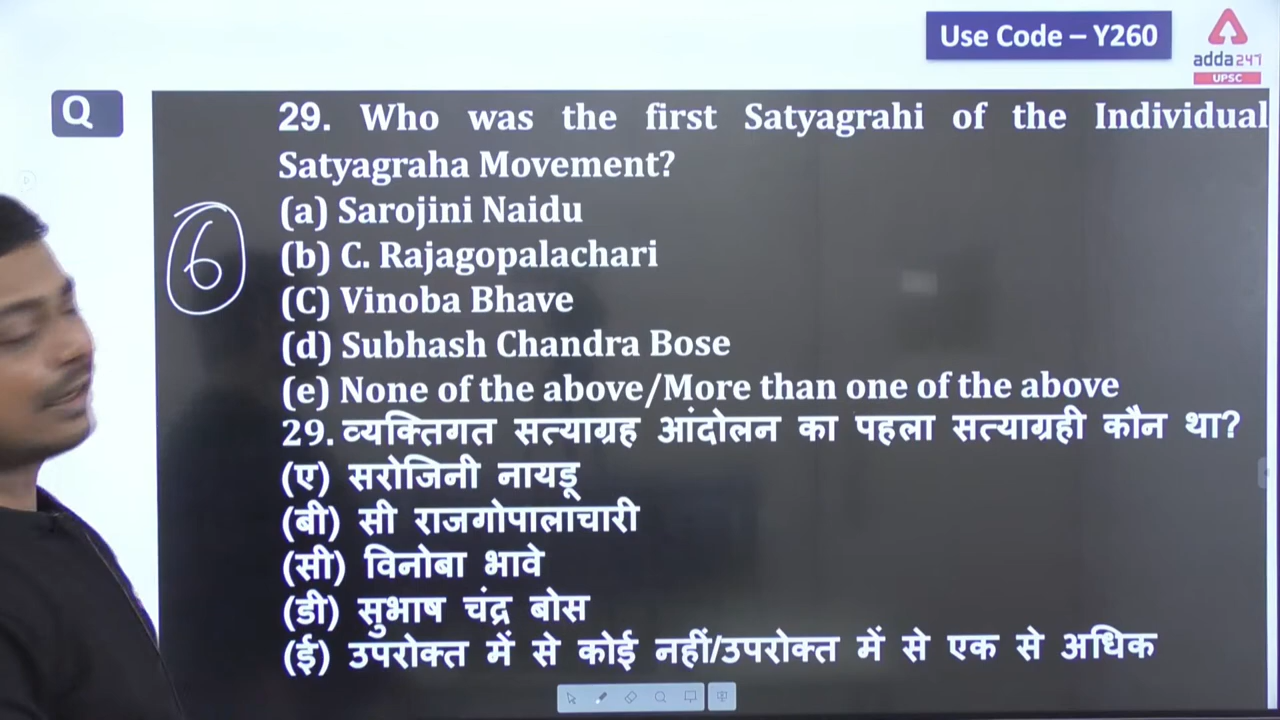 Use Code – Y260
adda247
UPSC
Q
29. Who was the first Satyagrahi of the Individual
Satyagraha Movement?
(a) Sarojini Naidu
(b) C. Rajagopalachari
(C) Vinoba Bhave
(d) Subhash Chandra Bose
(e) None of the above/More than one of the above
29. व्यक्तिगत सत्याग्रह आंदोलन का पहला सत्याग्रही कौन था?
(ए) सरोजिनी नायडू
(बी) सी राजगोपालाचारी
(सी) विनोबा भावे
(डी) सुभाष चंद्र बोस
(ई) उपरोक्त में से कोई नहीं/उपरोक्त में से एक से अधिक
6